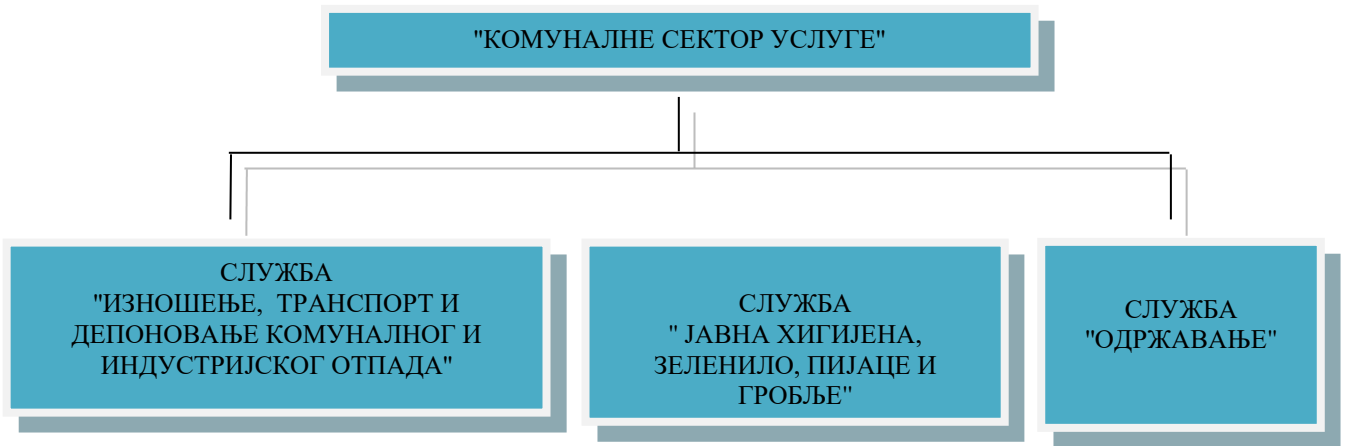 "КОМУНАЛНЕ СЕКТОР УСЛУГЕ"
СЛУЖБА
"ИЗНОШЕЊЕ, ТРАНСПОРТ И
ДЕПОНОВАЊЕ КОМУНАЛНОГ И
ИНДУСТРИЈСКОГ ОТПАДА"
СЛУЖБА
" ЈАВНА ХИГИЈЕНА,
ЗЕЛЕНИЛО, ПИЈАЦЕ И
ГРОБЉЕ"
СЛУЖБА
"ОДРЖАВАЊЕ"